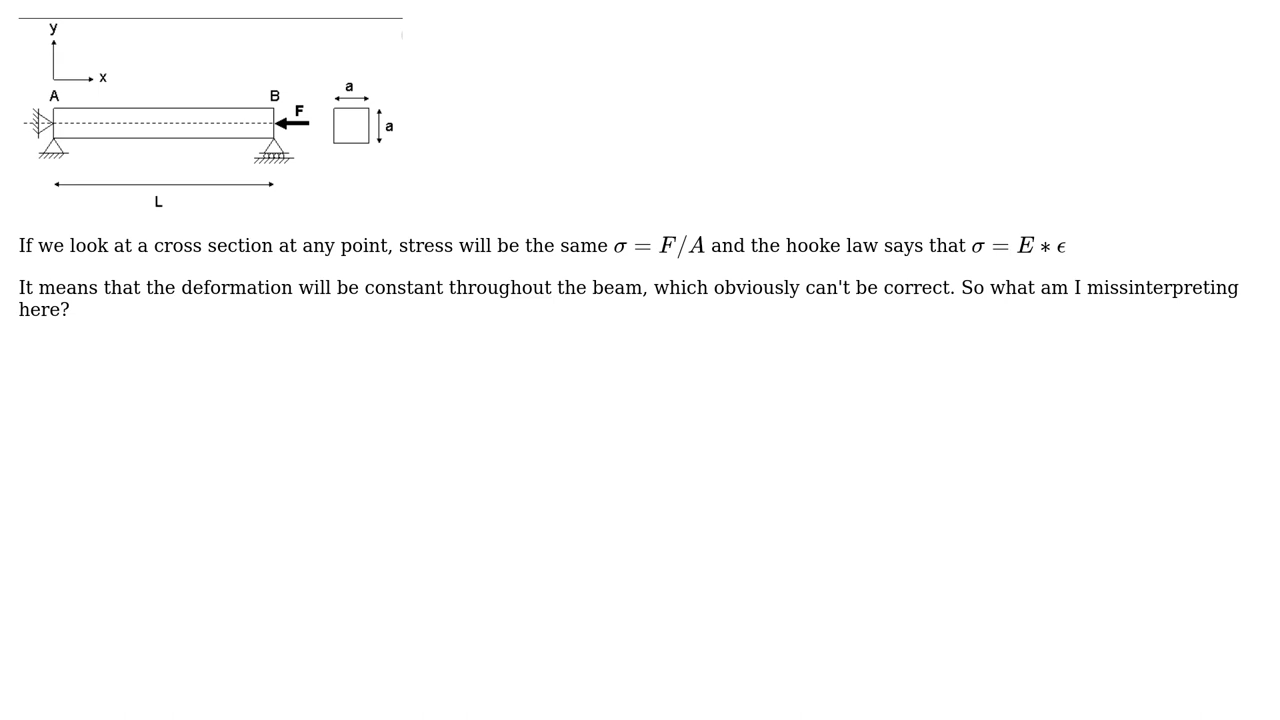 y
x
A
B
F
a
a
L
If we look at a cross section at any point, stress will be the same σ = F/A and the hooke law says that σ = E ∗ ϵ
It means that the deformation will be constant throughout the beam, which obviously can't be correct. So what am I missinterpreting
here?